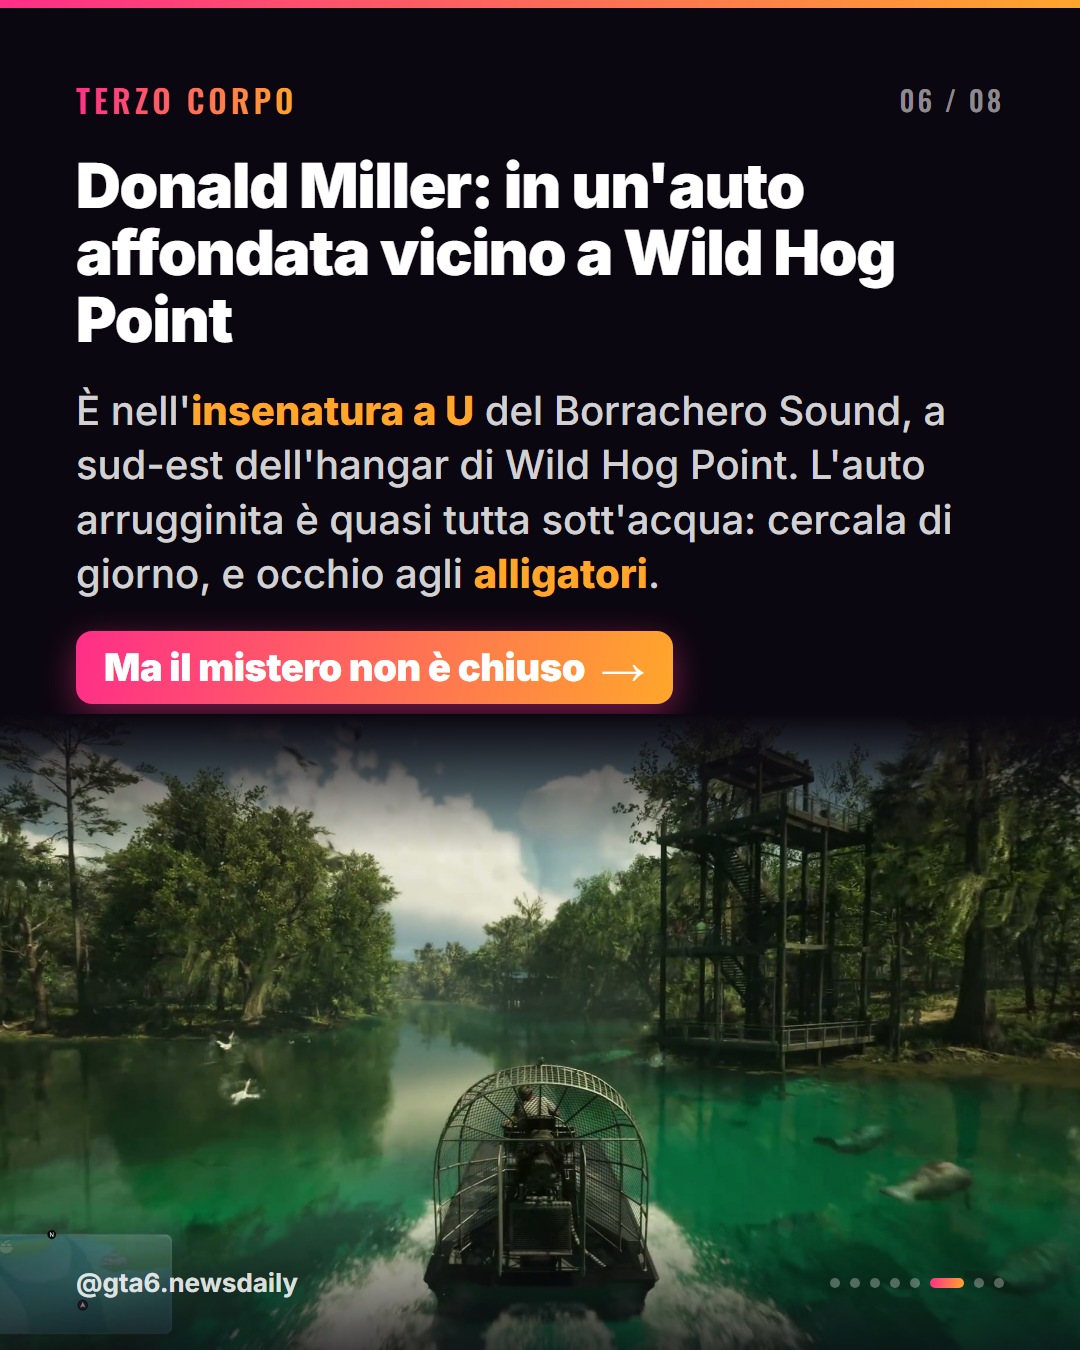 TERZO CORPO
06 / 08
Donald Miller: in un'auto
affondata vicino a Wild Hog
Point
È nell'insenatura a U del Borrachero Sound, a
sud-est dell'hangar di Wild Hog Point. L'auto
arrugginita è quasi tutta sott'acqua: cercala di
giorno, e occhio agli alligatori.
Ma il mistero non è chiuso →
N
A
@gta6.newsdaily